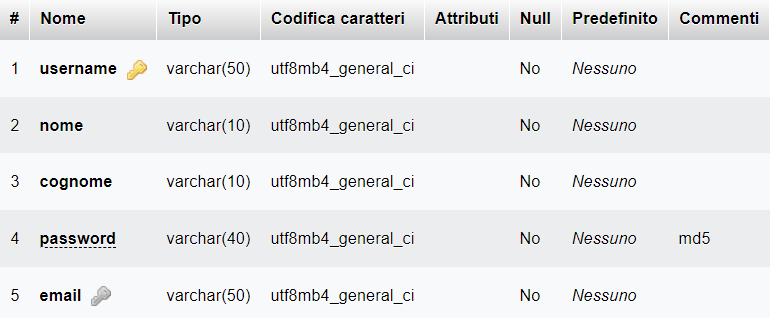 # Nome Tipo Codifica caratteri Attributi Null Predefinito Commenti
1 username varchar(50) utf8mb4_general_ci No Nessuno
2 nome varchar(10) utf8mb4_general_ci No Nessuno
3 cognome varchar(10) utf8mb4_general_ci No Nessuno
4 password varchar(40) utf8mb4_general_ci No Nessuno md5
5 email varchar(50) utf8mb4_general_ci No Nessuno